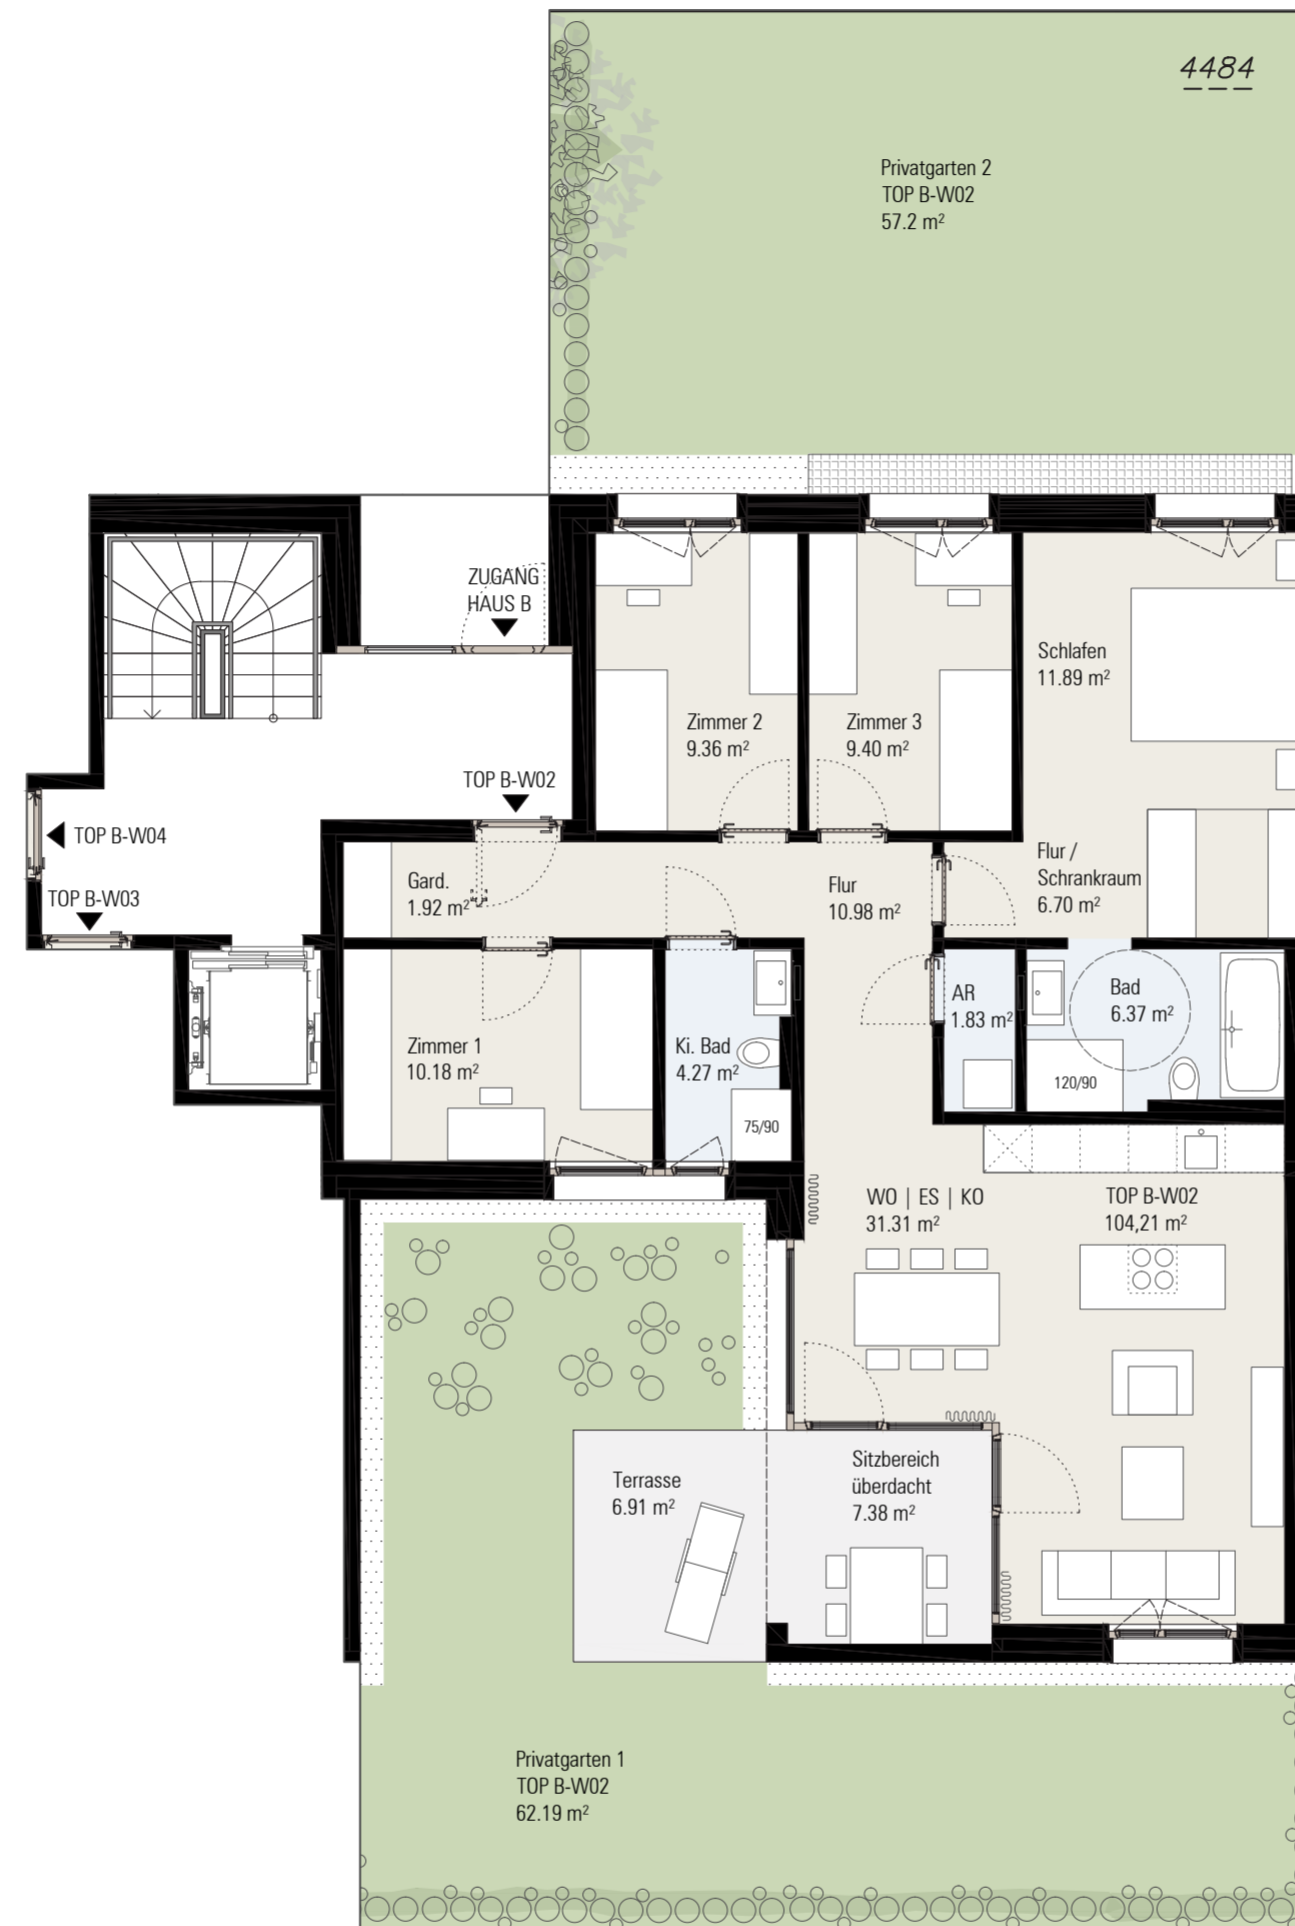 4484
Privatgarten 2
TOP B-W02
57.2 m²
ZUGANG
HAUS B
Schlafen
11.89 m²
Zimmer 2
9.36 m²
Zimmer 3
9.40 m²
TOP B-W02
TOP B-W04
TOP B-W03
Gard.
1.92 m²
Flur
10.98 m²
Flur /
Schrankraum
6.70 m²
AR
1.83 m²
Bad
6.37 m²
120/90
Zimmer 1
10.18 m²
Ki. Bad
4.27 m²
75/90
WO | ES | KO
31.31 m²
TOP B-W02
104,21 m²
Terrasse
6.91 m²
Sitzbereich
überdacht
7.38 m²
Privatgarten 1
TOP B-W02
62.19 m²